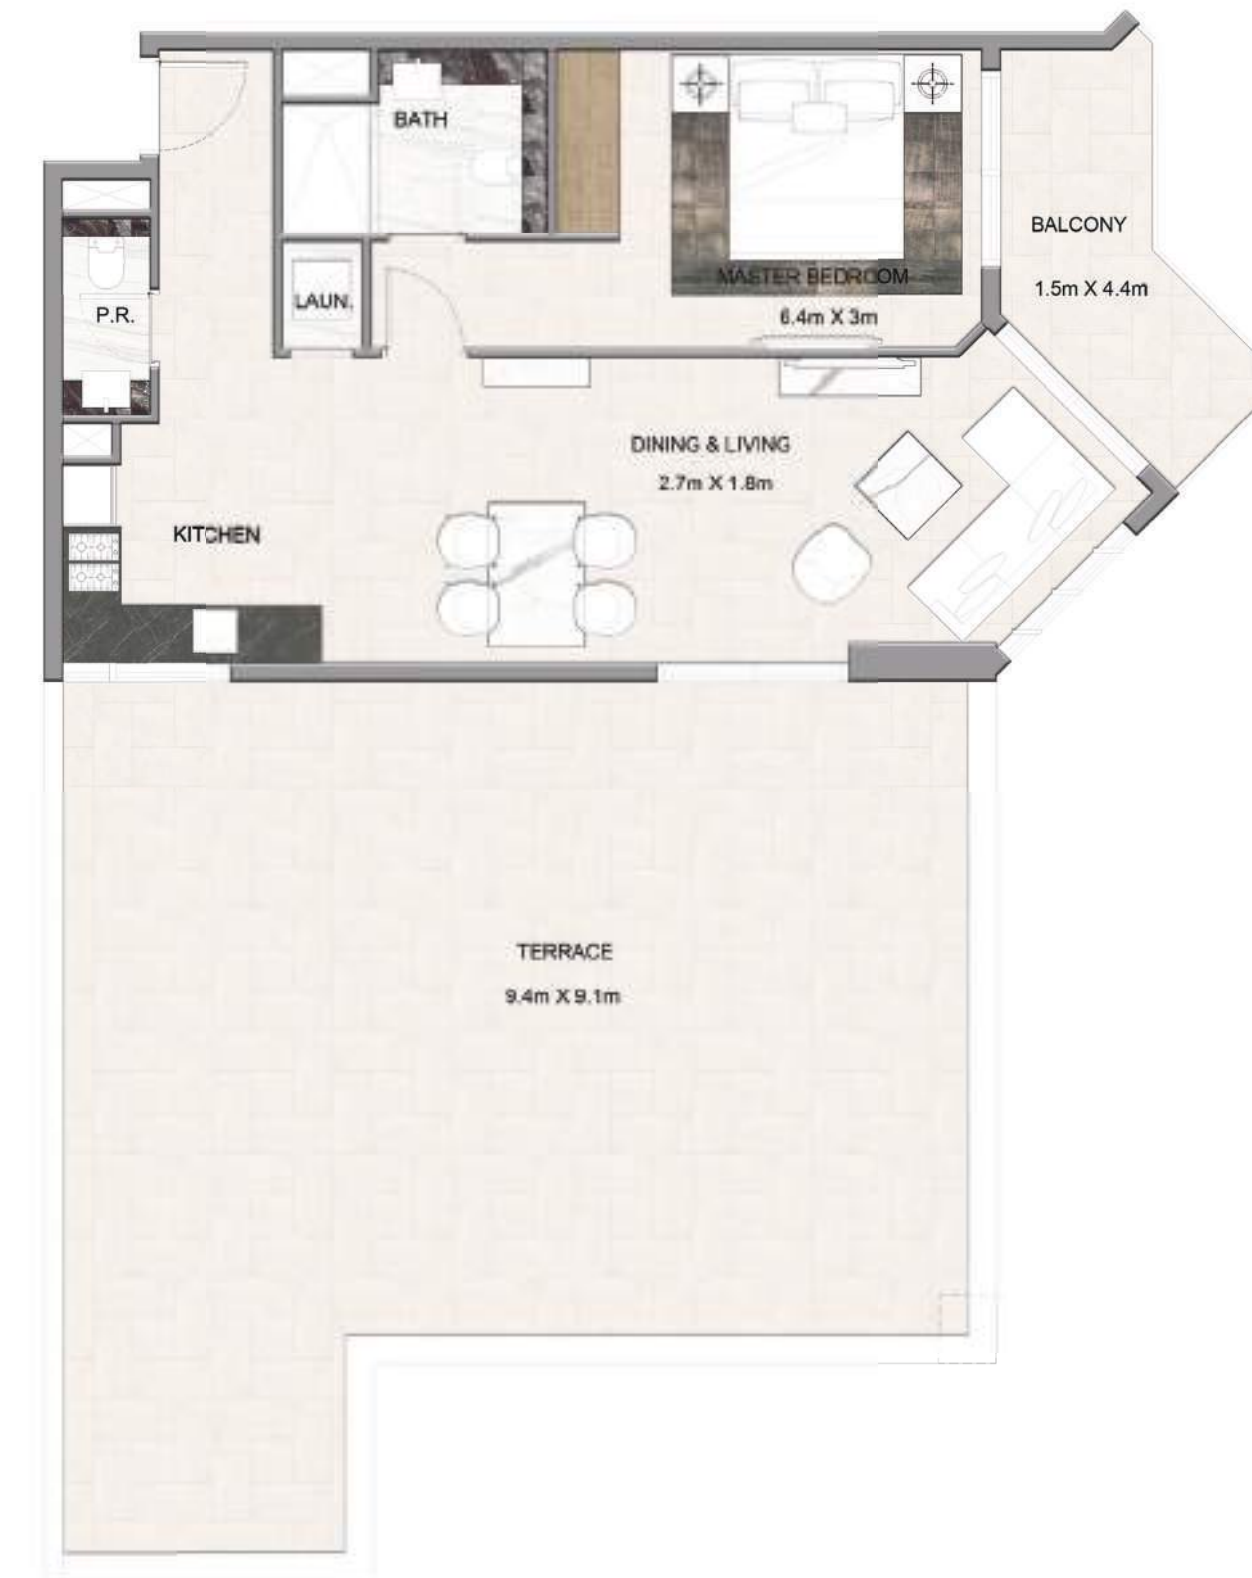 BATH
BALCONY
1.5m X 4.4m
MASTER BEDROOM
6.4m X 3m
LAUN.
P.R.
DINING & LIVING
2.7m X 1.8m
KITCHEN
TERRACE
9.4m X 9.1m